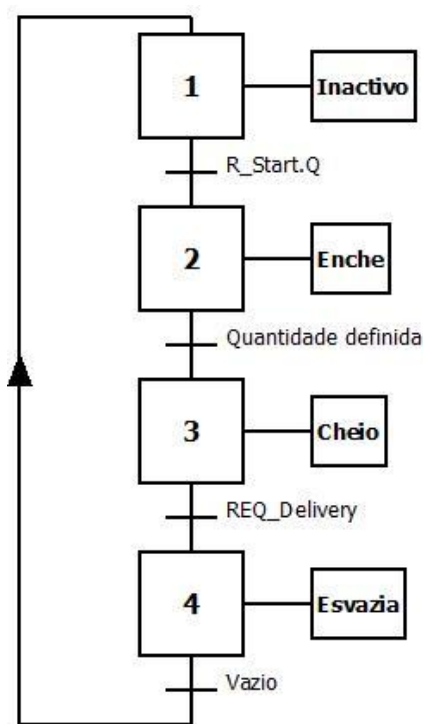 1
Inactivo
R_Start.Q
2
Enche
Quantidade definida
3
Cheio
REQ_Delivery
4
Esvazia
Vazio